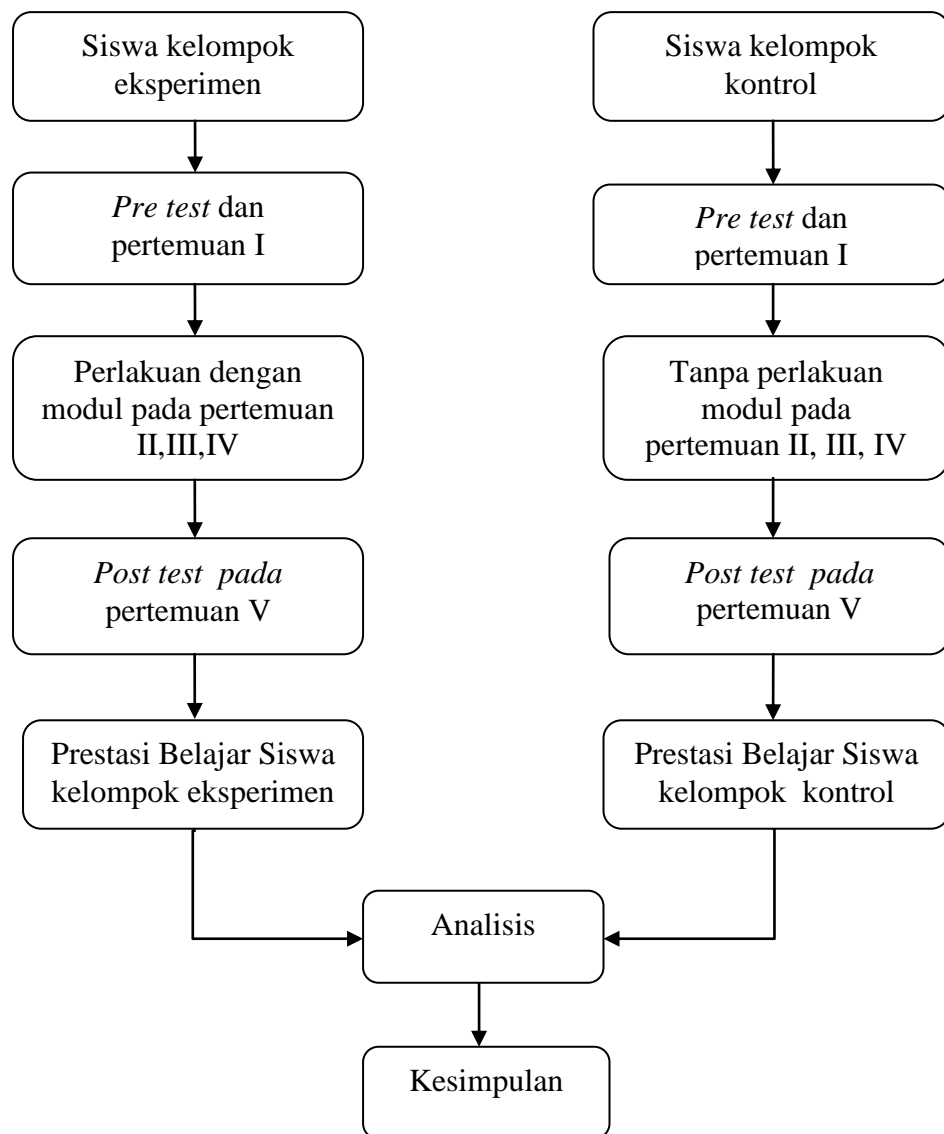 Siswa kelompok
eksperimen
Siswa kelompok
kontrol
Pre test dan
pertemuan I
Pre test dan
pertemuan I
Perlakuan dengan
modul pada pertemuan
II,III,IV
Tanpa perlakuan
modul pada
pertemuan II, III, IV
Post test pada
pertemuan V
Post test pada
pertemuan V
Prestasi Belajar Siswa
kelompok eksperimen
Prestasi Belajar Siswa
kelompok kontrol
Analisis
Kesimpulan